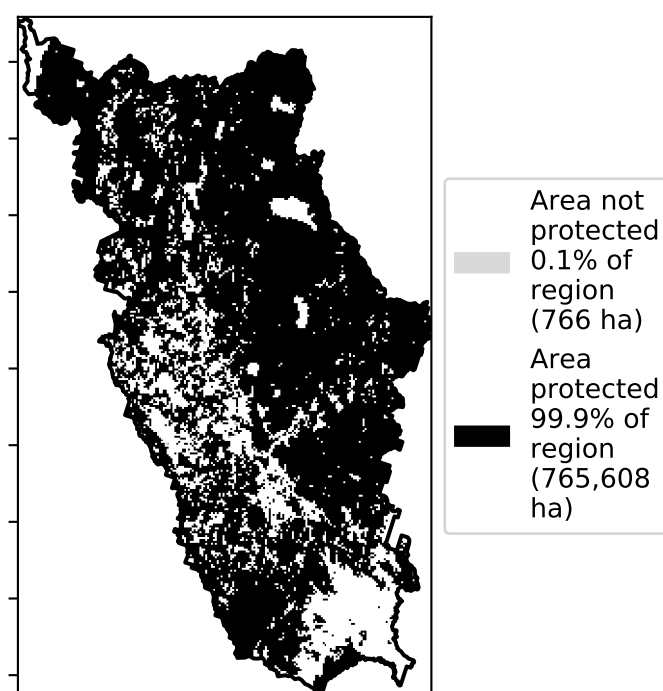 Area not
protected
0.1% of
region
(766 ha)
Area
protected
99.9% of
region
(765,608
ha)